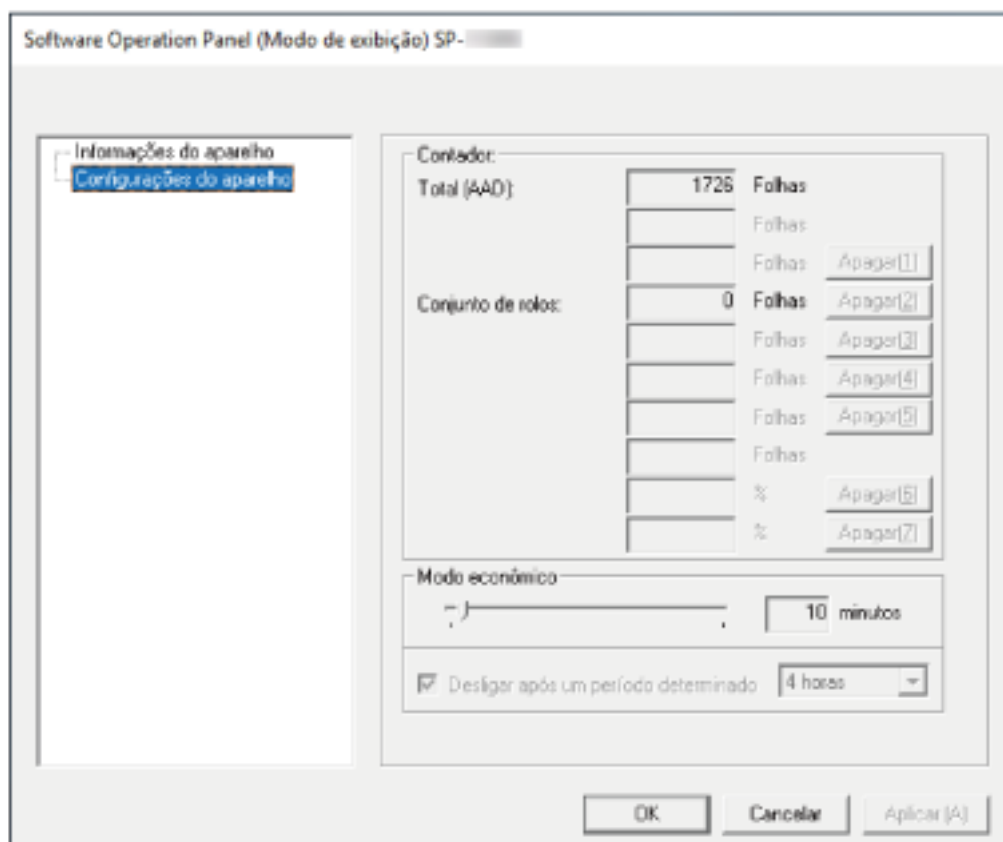 Software Operation Panel (Modo de exibição) SP-
Informações do aparelho
Configurações do aparelho
Contador:
Total (AAD): 1726 Folhas
Folhas
Folhas Apagar(1)
Conjunto de rolos: 0 Folhas Apagar(2)
Folhas Apagar(3)
Folhas Apagar(4)
Folhas Apagar(5)
Folhas
% Apagar(6)
% Apagar(7)
Modo econômico
10 minutos
Desligar após um período determinado 4 horas
OK Cancelar Aplicar (A)